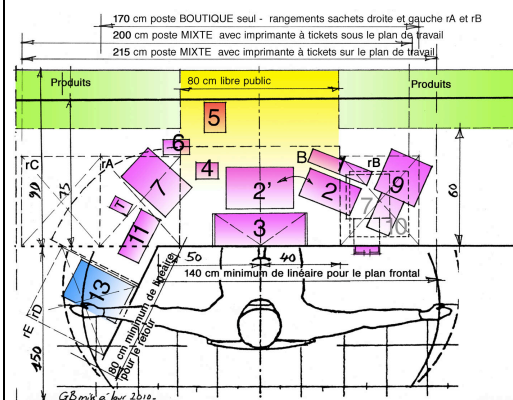 170 cm poste BOUTIQUE seul - rangements sachets droite et gauche rA et rB
200 cm poste MIXTE avec imprimante à tickets sous le plan de travail
215 cm poste MIXTE avec imprimante à tickets sur le plan de travail
Produits
80 cm libre public
Produits
5
6
4
B
rB
rC
rA
7
2'
2
9
7
10
90
75
60
T
11
3
50
40
140 cm minimum de linéaire pour le plan frontal
13
80 cm minimum de linéaire
pour le retour
rE
rD
150
GB mis à jour 2010-